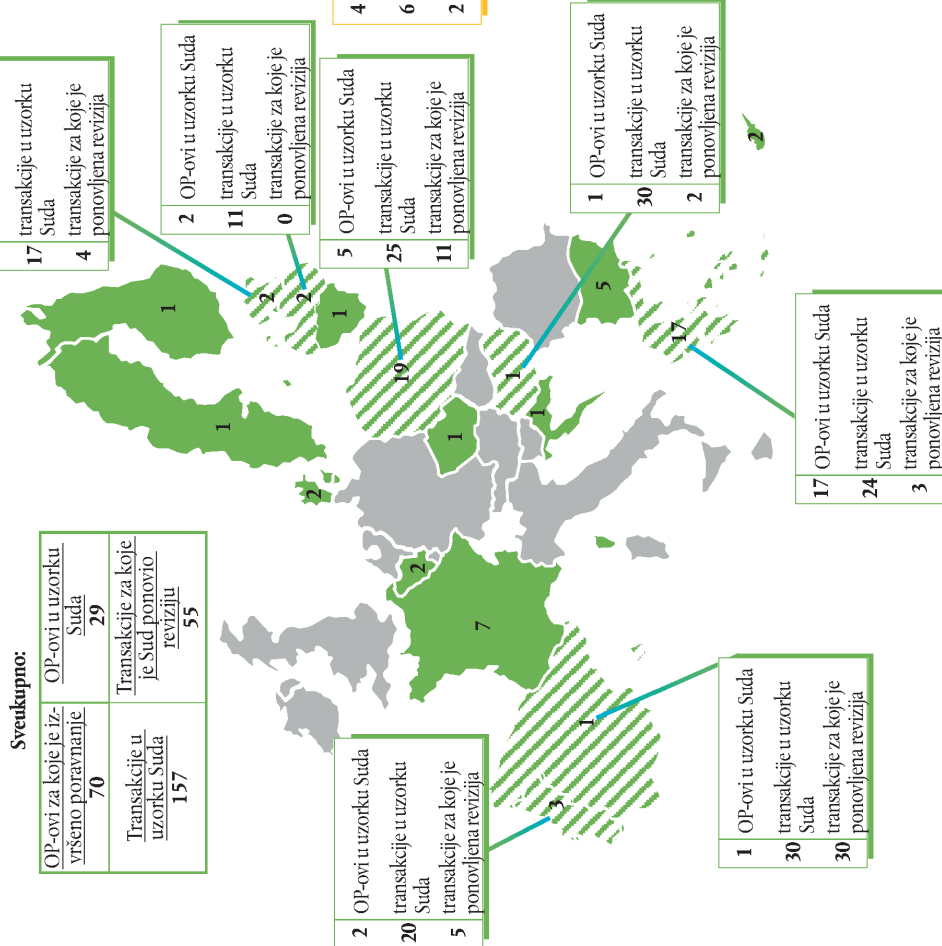 Sveukupno:
OP-ovi za koje je iz-
vršeno poravnanje
70
OP-ovi u uzorku
Suda
29
Transakcije u
uzorku Suda
157
Transakcije za koje
je Sud ponovio
reviziju
55
17 transakcije u uzorku
Suda
4 transakcije za koje je
ponovljena revizija
2 OP-ovi u uzorku Suda
11 transakcije u uzorku
Suda
0 transakcije za koje je
ponovljena revizija
5 OP-ovi u uzorku Suda
25 transakcije u uzorku
Suda
11 transakcije za koje je
ponovljena revizija
4
6
2
1 OP-ovi u uzorku Suda
30 transakcije u uzorku
Suda
2 transakcije za koje je
ponovljena revizija
17 OP-ovi u uzorku Suda
24 transakcije u uzorku
Suda
3 transakcije za koje je
ponovljena revizija
1 OP-ovi u uzorku Suda
30 transakcije u uzorku
Suda
30 transakcije za koje je
ponovljena revizija
2 OP-ovi u uzorku Suda
20 transakcije u uzorku
Suda
5 transakcije za koje je
ponovljena revizija
1
1
2
2
1
2
19
1
2
7
1
1
5
17
2
1
3